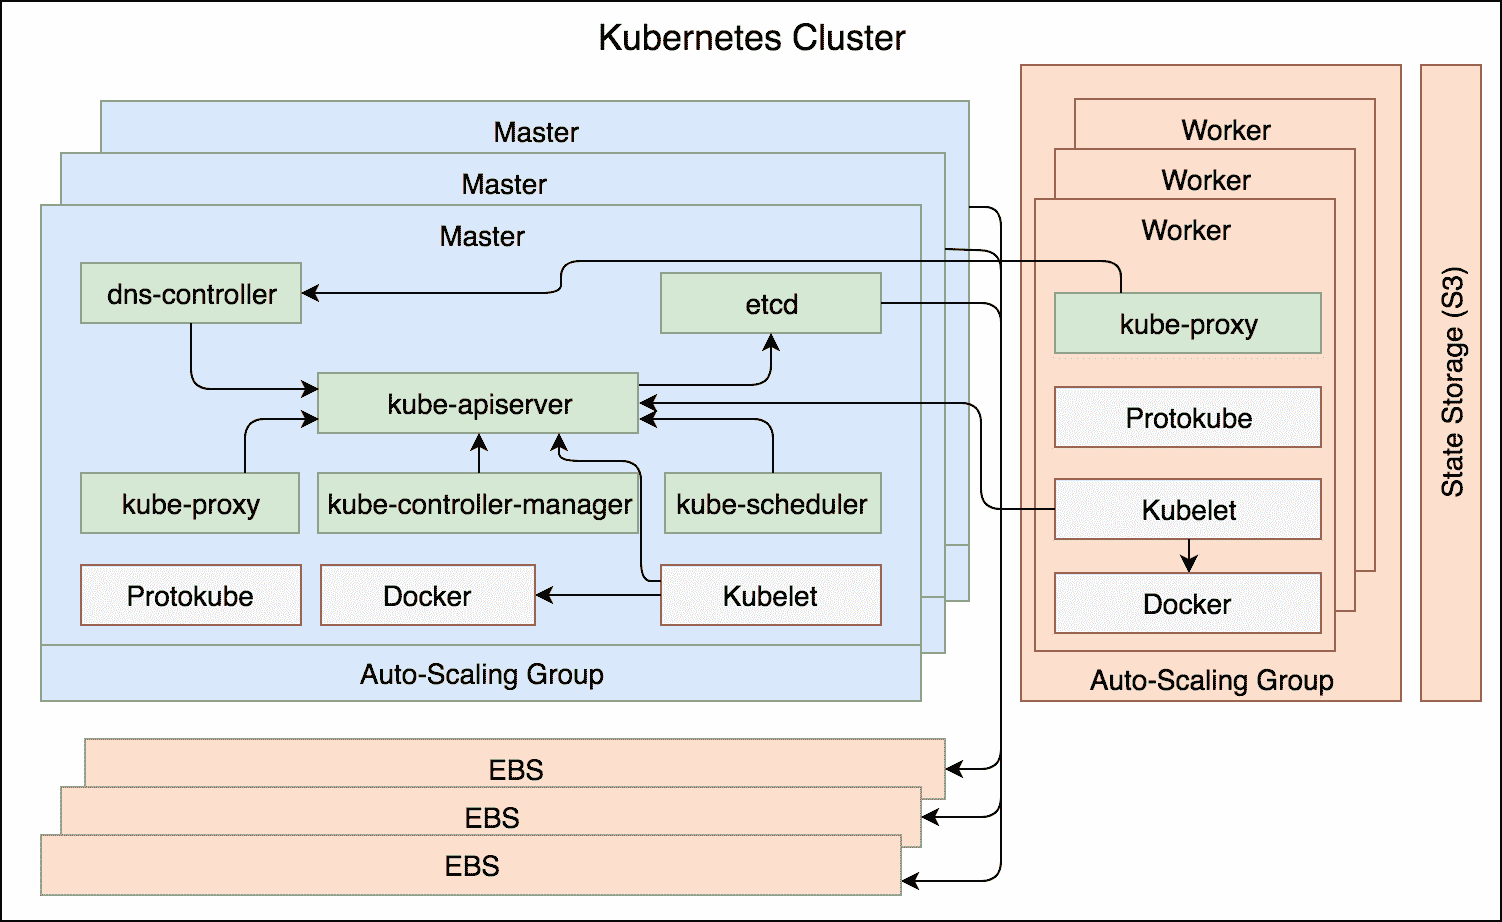 Kubernetes Cluster
Master
Master
Master
dns-controller
etcd
kube-apiserver
kube-proxy
kube-controller-manager
kube-scheduler
Protokube
Docker
Kubelet
Auto-Scaling Group
EBS
EBS
EBS
Worker
Worker
Worker
kube-proxy
Protokube
Kubelet
Docker
Auto-Scaling Group
State Storage (S3)